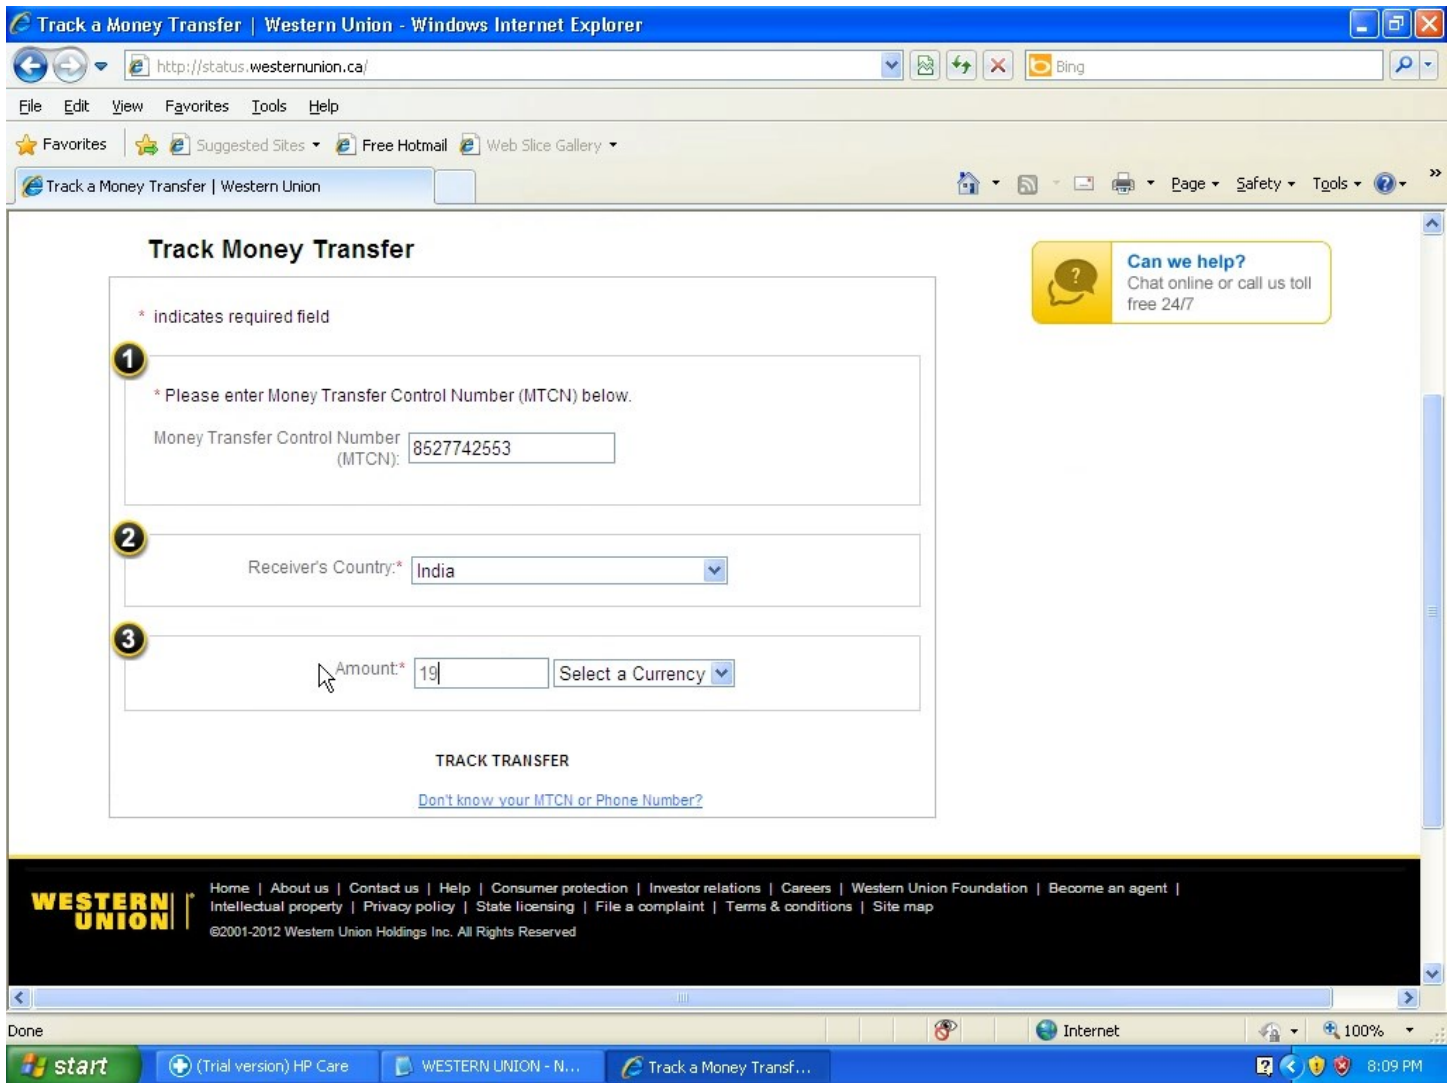 Track a Money Transfer | Western Union - Windows Internet Explorer
http://status.westernunion.ca/
Bing
File Edit View Favorites Tools Help
Favorites Suggested Sites Free Hotmail Web Slice Gallery
Track a Money Transfer | Western Union
Page Safety Tools »
Track Money Transfer
Can we help?
Chat online or call us toll
free 24/7
* indicates required field
1
* Please enter Money Transfer Control Number (MTCN) below.
Money Transfer Control Number
(MTCN): 8527742553
2
Receiver's Country:* India
3
Amount:* 19 Select a Currency
TRACK TRANSFER
Don't know your MTCN or Phone Number?
WESTERN
UNION
Home | About us | Contact us | Help | Consumer protection | Investor relations | Careers | Western Union Foundation | Become an agent |
Intellectual property | Privacy policy | State licensing | File a complaint | Terms & conditions | Site map
©2001-2012 Western Union Holdings Inc. All Rights Reserved
Done Internet 100%
start (Trial version) HP Care WESTERN UNION - N... Track a Money Transf... 8:09 PM